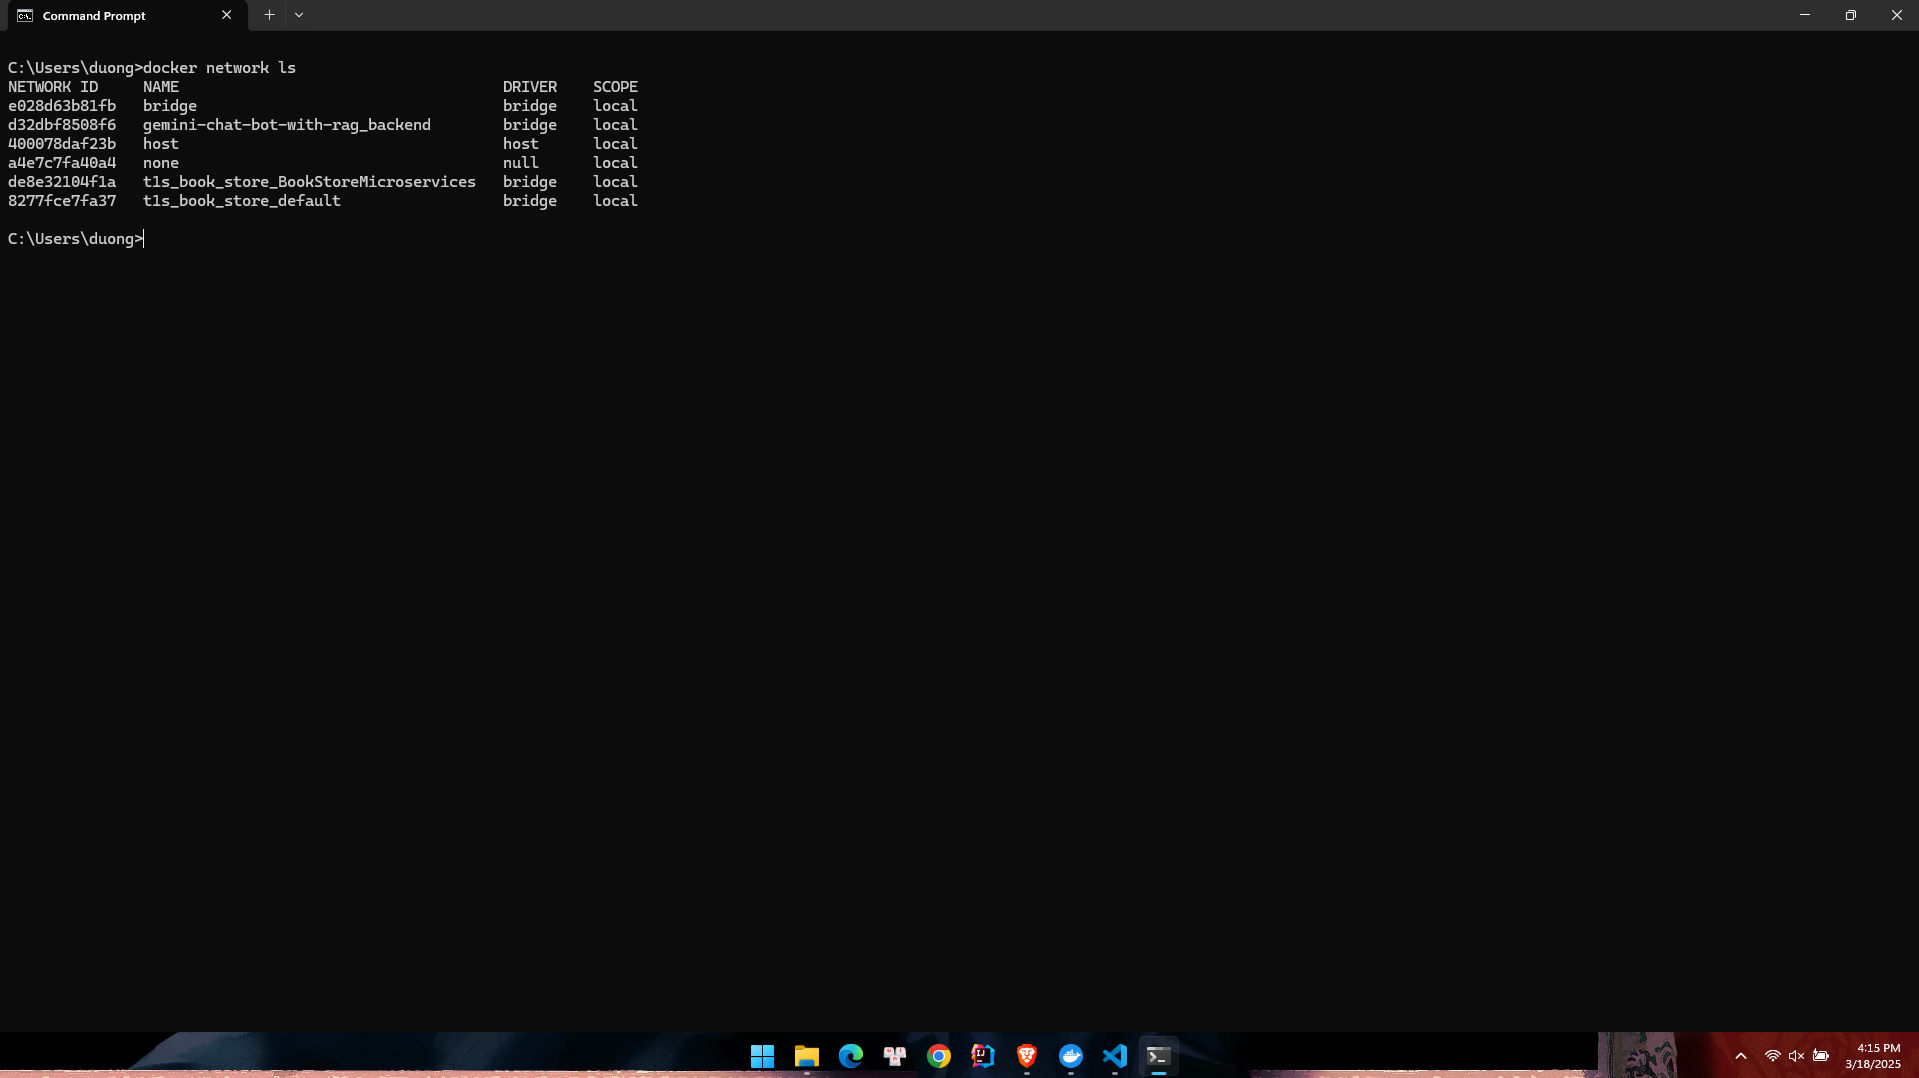 Command Prompt
C:\Users\duong>docker network ls
NETWORK ID     NAME                                    DRIVER    SCOPE
e028d63b81fb   bridge                                  bridge    local
d32dbf8508f6   gemini-chat-bot-with-rag_backend        bridge    local
400078daf23b   host                                    host      local
a4e7c7fa40a4   none                                    null      local
de8e32104f1a   t1s_book_store_BookStoreMicroservices   bridge    local
8277fce7fa37   t1s_book_store_default                  bridge    local
C:\Users\duong>
4:15 PM
3/18/2025